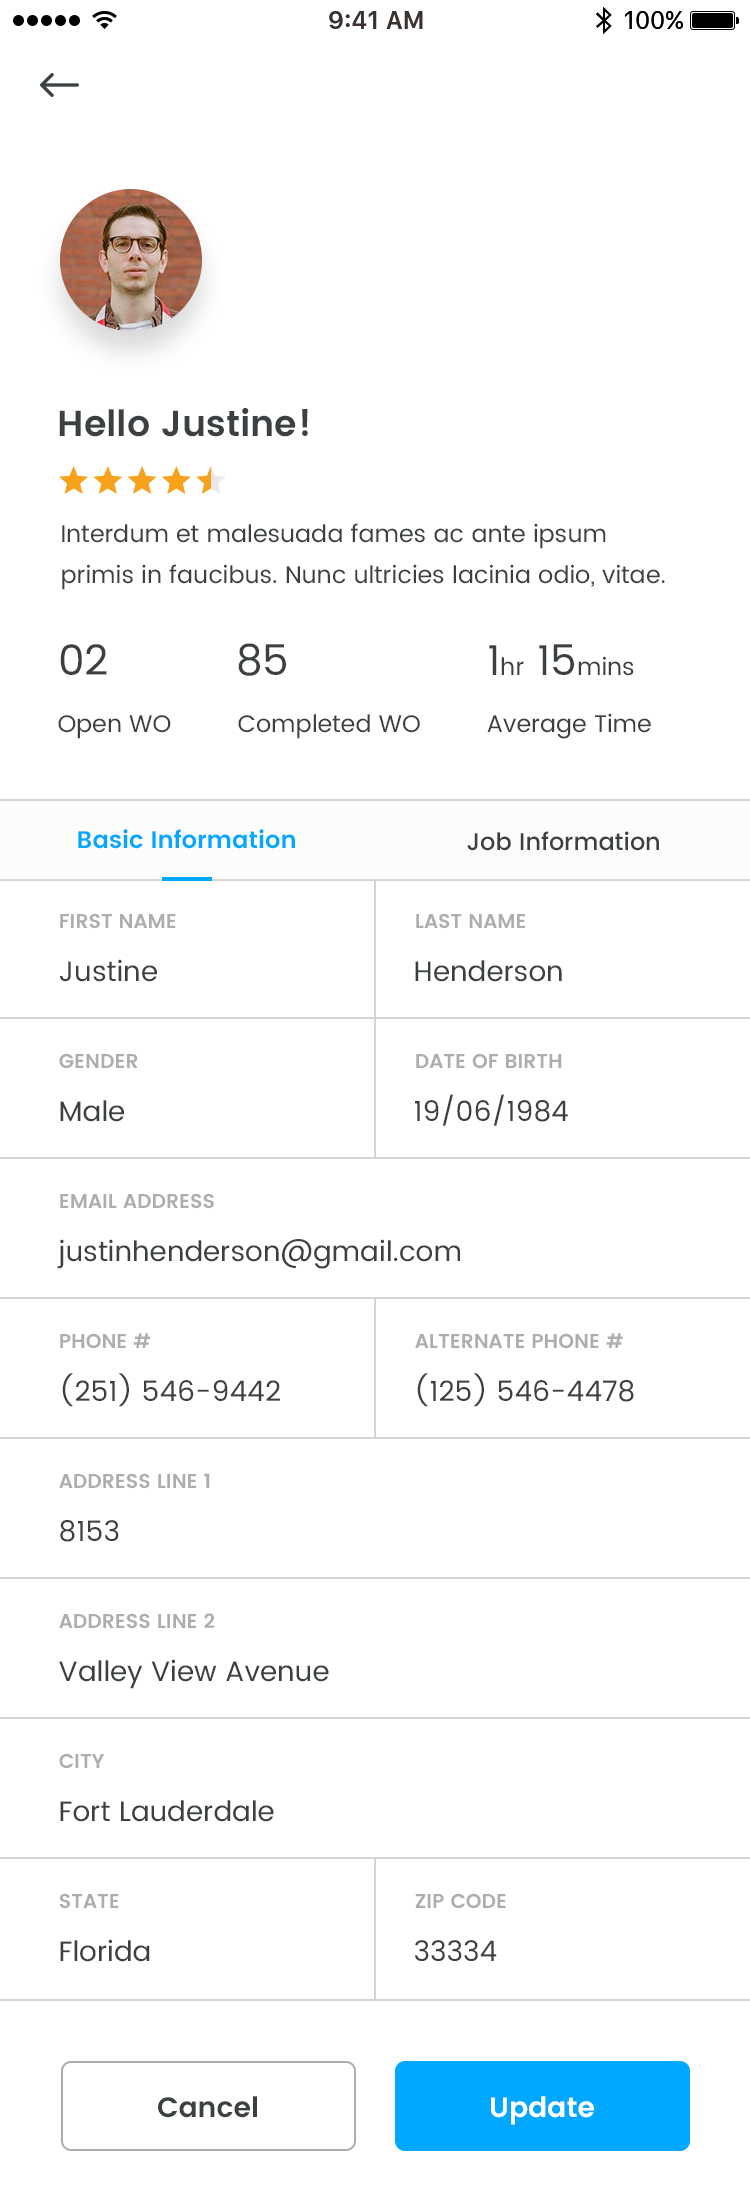 9:41 AM 100%
Hello Justine!
Interdum et malesuada fames ac ante ipsum
primis in faucibus. Nunc ultricies lacinia odio, vitae.
02 85 1hr 15mins
Open WO Completed WO Average Time
Basic Information Job Information
FIRST NAME LAST NAME
Justine Henderson
GENDER DATE OF BIRTH
Male 19/06/1984
EMAIL ADDRESS
justinhenderson@gmail.com
PHONE # ALTERNATE PHONE #
(251) 546-9442 (125) 546-4478
ADDRESS LINE 1
8153
ADDRESS LINE 2
Valley View Avenue
CITY
Fort Lauderdale
STATE ZIP CODE
Florida 33334
Cancel Update